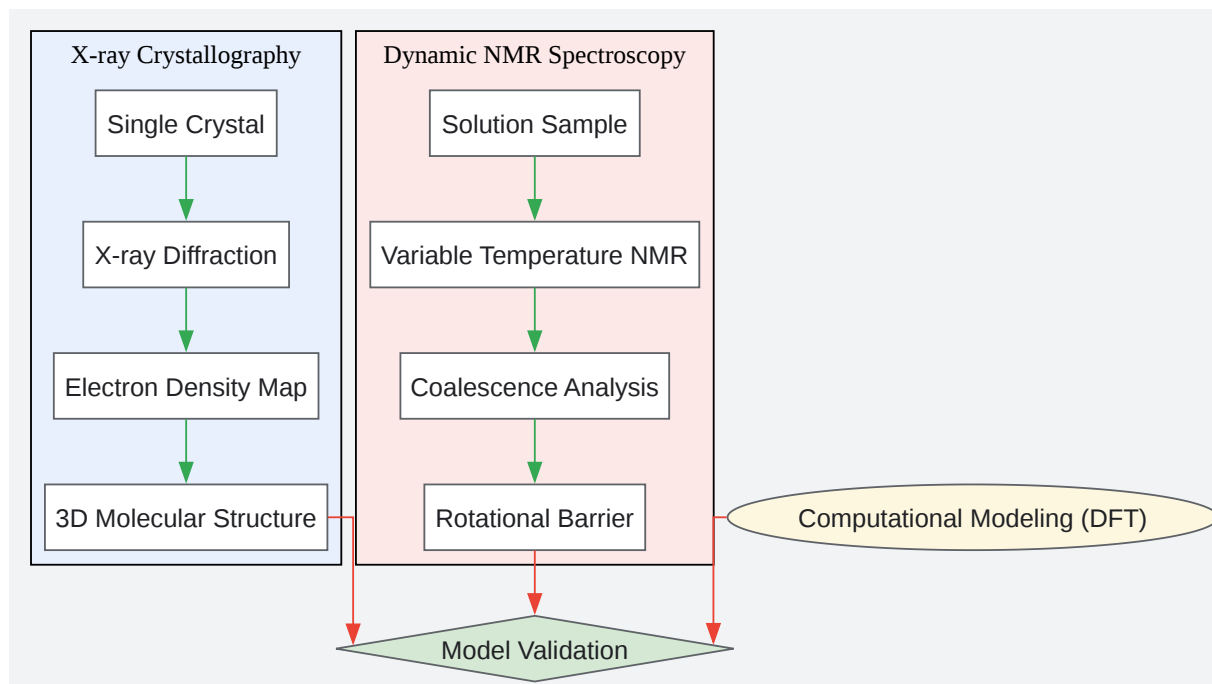 X-ray Crystallography
Single Crystal
X-ray Diffraction
Electron Density Map
3D Molecular Structure
Dynamic NMR Spectroscopy
Solution Sample
Variable Temperature NMR
Coalescence Analysis
Rotational Barrier
Computational Modeling (DFT)
Model Validation